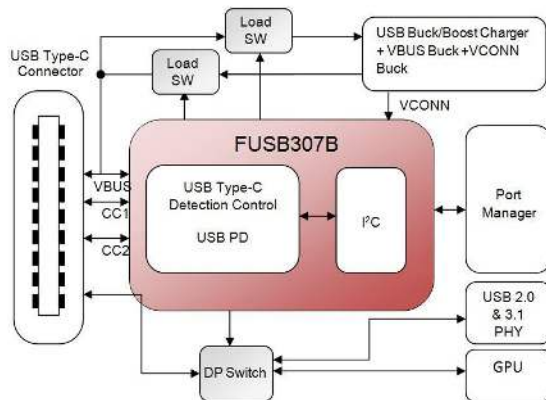 USB Type-C
Connector
Load
SW
Load
SW
USB Buck/Boost Charger
+ VBUS Buck +VCONN
Buck
VCONN
FUSB307B
VBUS
CC1
CC2
USB Type-C
Detection Control
USB PD
I²C
Port
Manager
USB 2.0
& 3.1
PHY
DP Switch
GPU